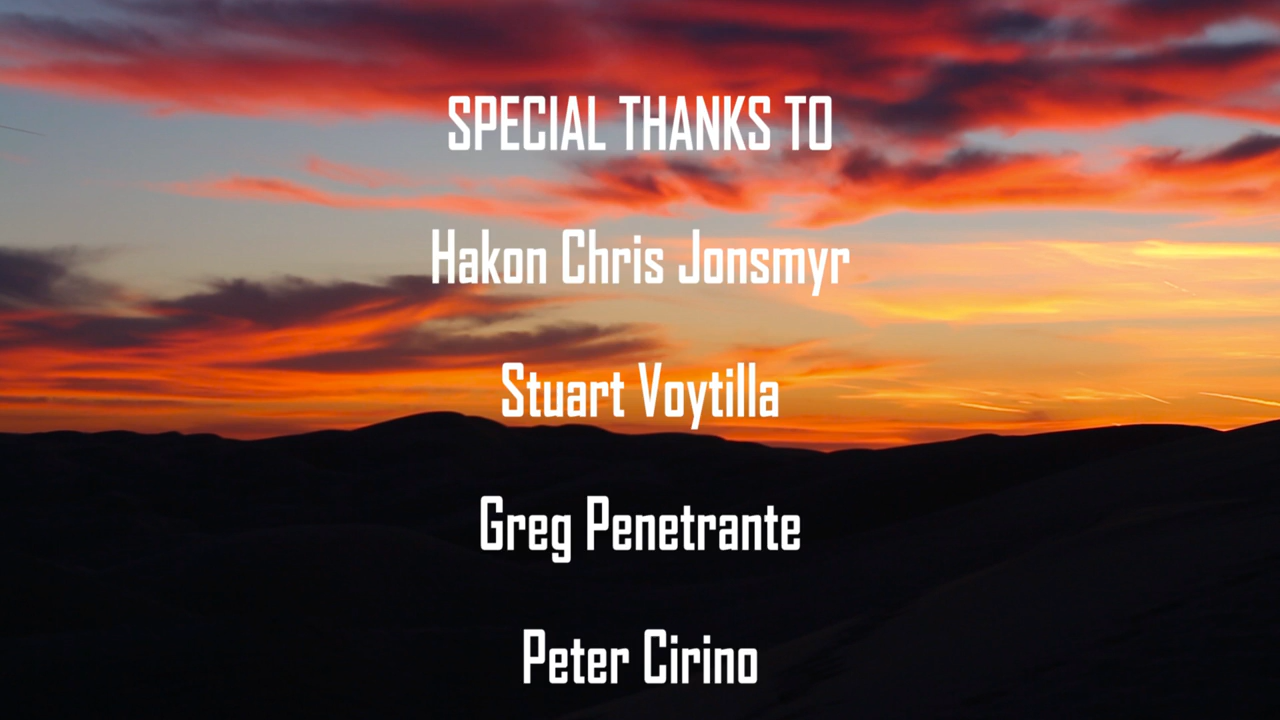 SPECIAL THANKS TO
Hakon Chris Jonsmyr
Stuart Voytilla
Greg Penetrante
Peter Cirino